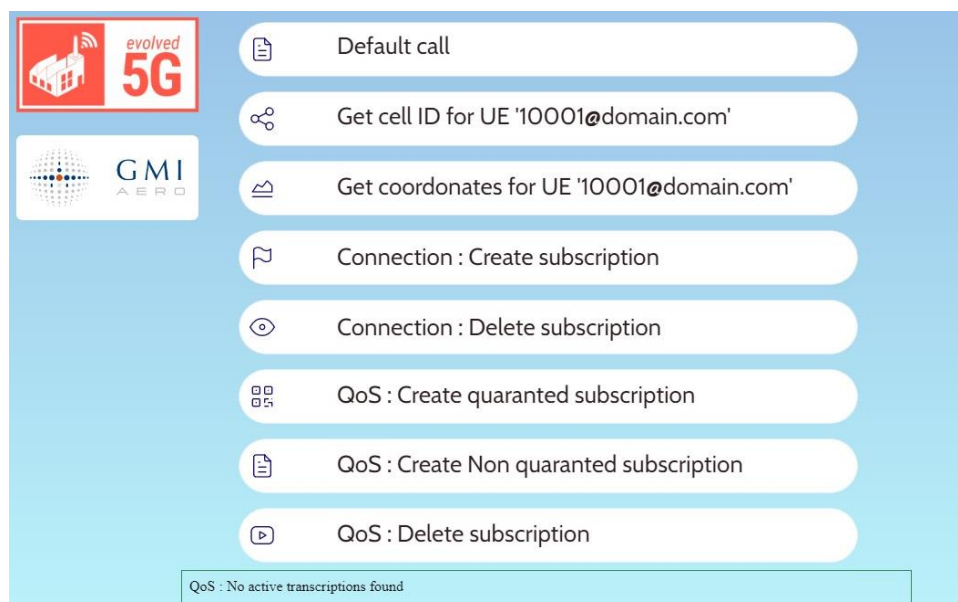 evolved
5G
GMI
AERO
Default call
Get cell ID for UE '10001@domain.com'
Get coordonates for UE '10001@domain.com'
Connection : Create subscription
Connection : Delete subscription
QoS : Create quaranted subscription
QoS : Create Non quaranted subscription
QoS : Delete subscription
QoS : No active transcriptions found